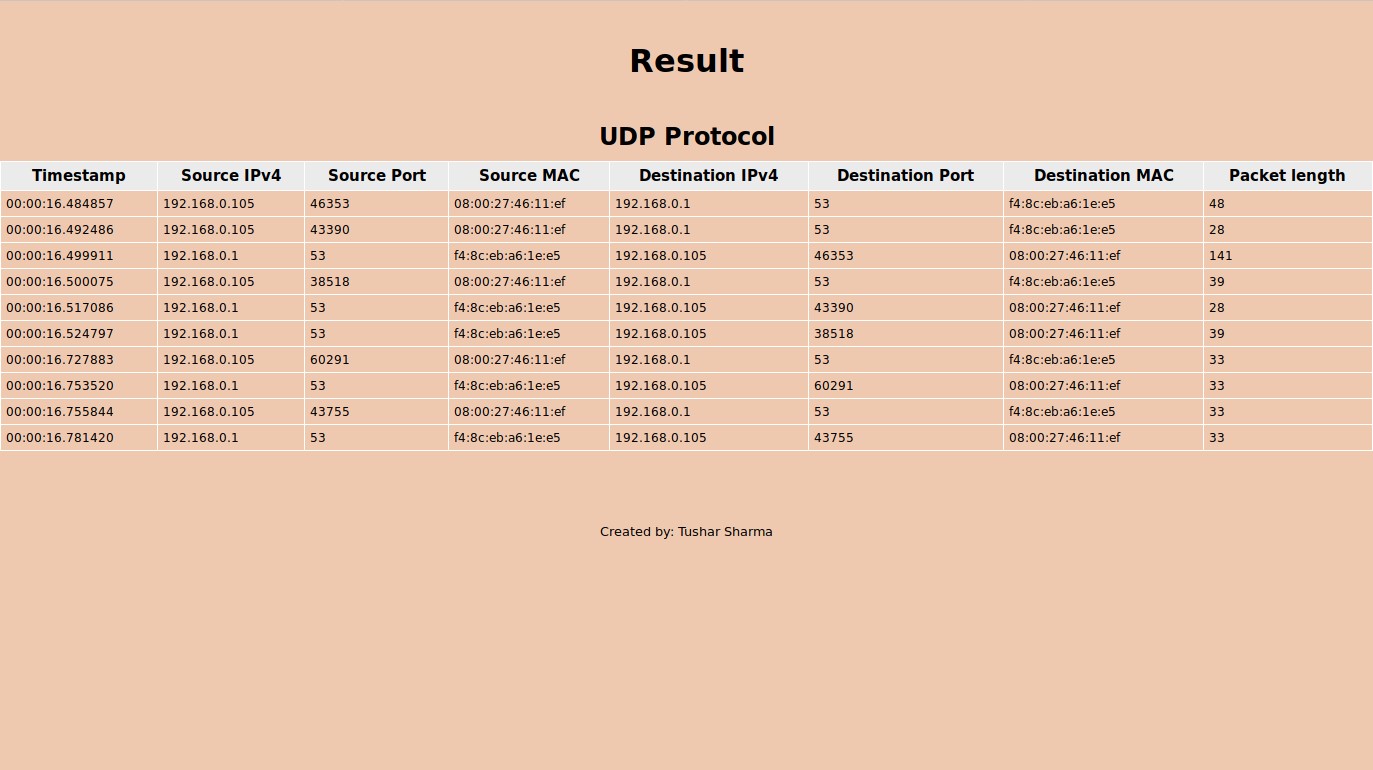 Result
UDP Protocol
Timestamp Source IPv4 Source Port Source MAC Destination IPv4 Destination Port Destination MAC Packet length
00:00:16.484857 192.168.0.105 46353 08:00:27:46:11:ef 192.168.0.1 53 f4:8c:eb:a6:1e:e5 48
00:00:16.492486 192.168.0.105 43390 08:00:27:46:11:ef 192.168.0.1 53 f4:8c:eb:a6:1e:e5 28
00:00:16.499911 192.168.0.1 53 f4:8c:eb:a6:1e:e5 192.168.0.105 46353 08:00:27:46:11:ef 141
00:00:16.500075 192.168.0.105 38518 08:00:27:46:11:ef 192.168.0.1 53 f4:8c:eb:a6:1e:e5 39
00:00:16.517086 192.168.0.1 53 f4:8c:eb:a6:1e:e5 192.168.0.105 43390 08:00:27:46:11:ef 28
00:00:16.524797 192.168.0.1 53 f4:8c:eb:a6:1e:e5 192.168.0.105 38518 08:00:27:46:11:ef 39
00:00:16.727883 192.168.0.105 60291 08:00:27:46:11:ef 192.168.0.1 53 f4:8c:eb:a6:1e:e5 33
00:00:16.753520 192.168.0.1 53 f4:8c:eb:a6:1e:e5 192.168.0.105 60291 08:00:27:46:11:ef 33
00:00:16.755844 192.168.0.105 43755 08:00:27:46:11:ef 192.168.0.1 53 f4:8c:eb:a6:1e:e5 33
00:00:16.781420 192.168.0.1 53 f4:8c:eb:a6:1e:e5 192.168.0.105 43755 08:00:27:46:11:ef 33
Created by: Tushar Sharma